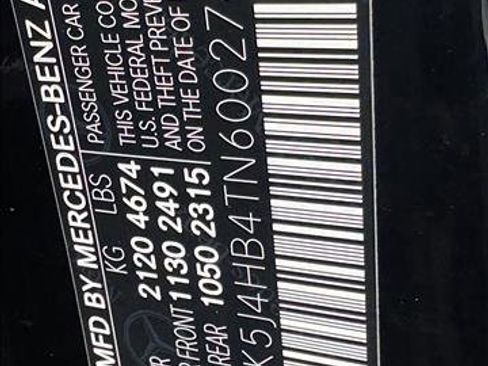 MFD BY MERCEDES-BENZ A
KG LBS PASSENGER CAR
2120 4674 THIS VEHICLE CO
FRONT 1130 2491 U.S. FEDERAL MO
REAR 1050 2315 AND THEFT PREVE
ON THE DATE OF
K5J4HB4TN60027